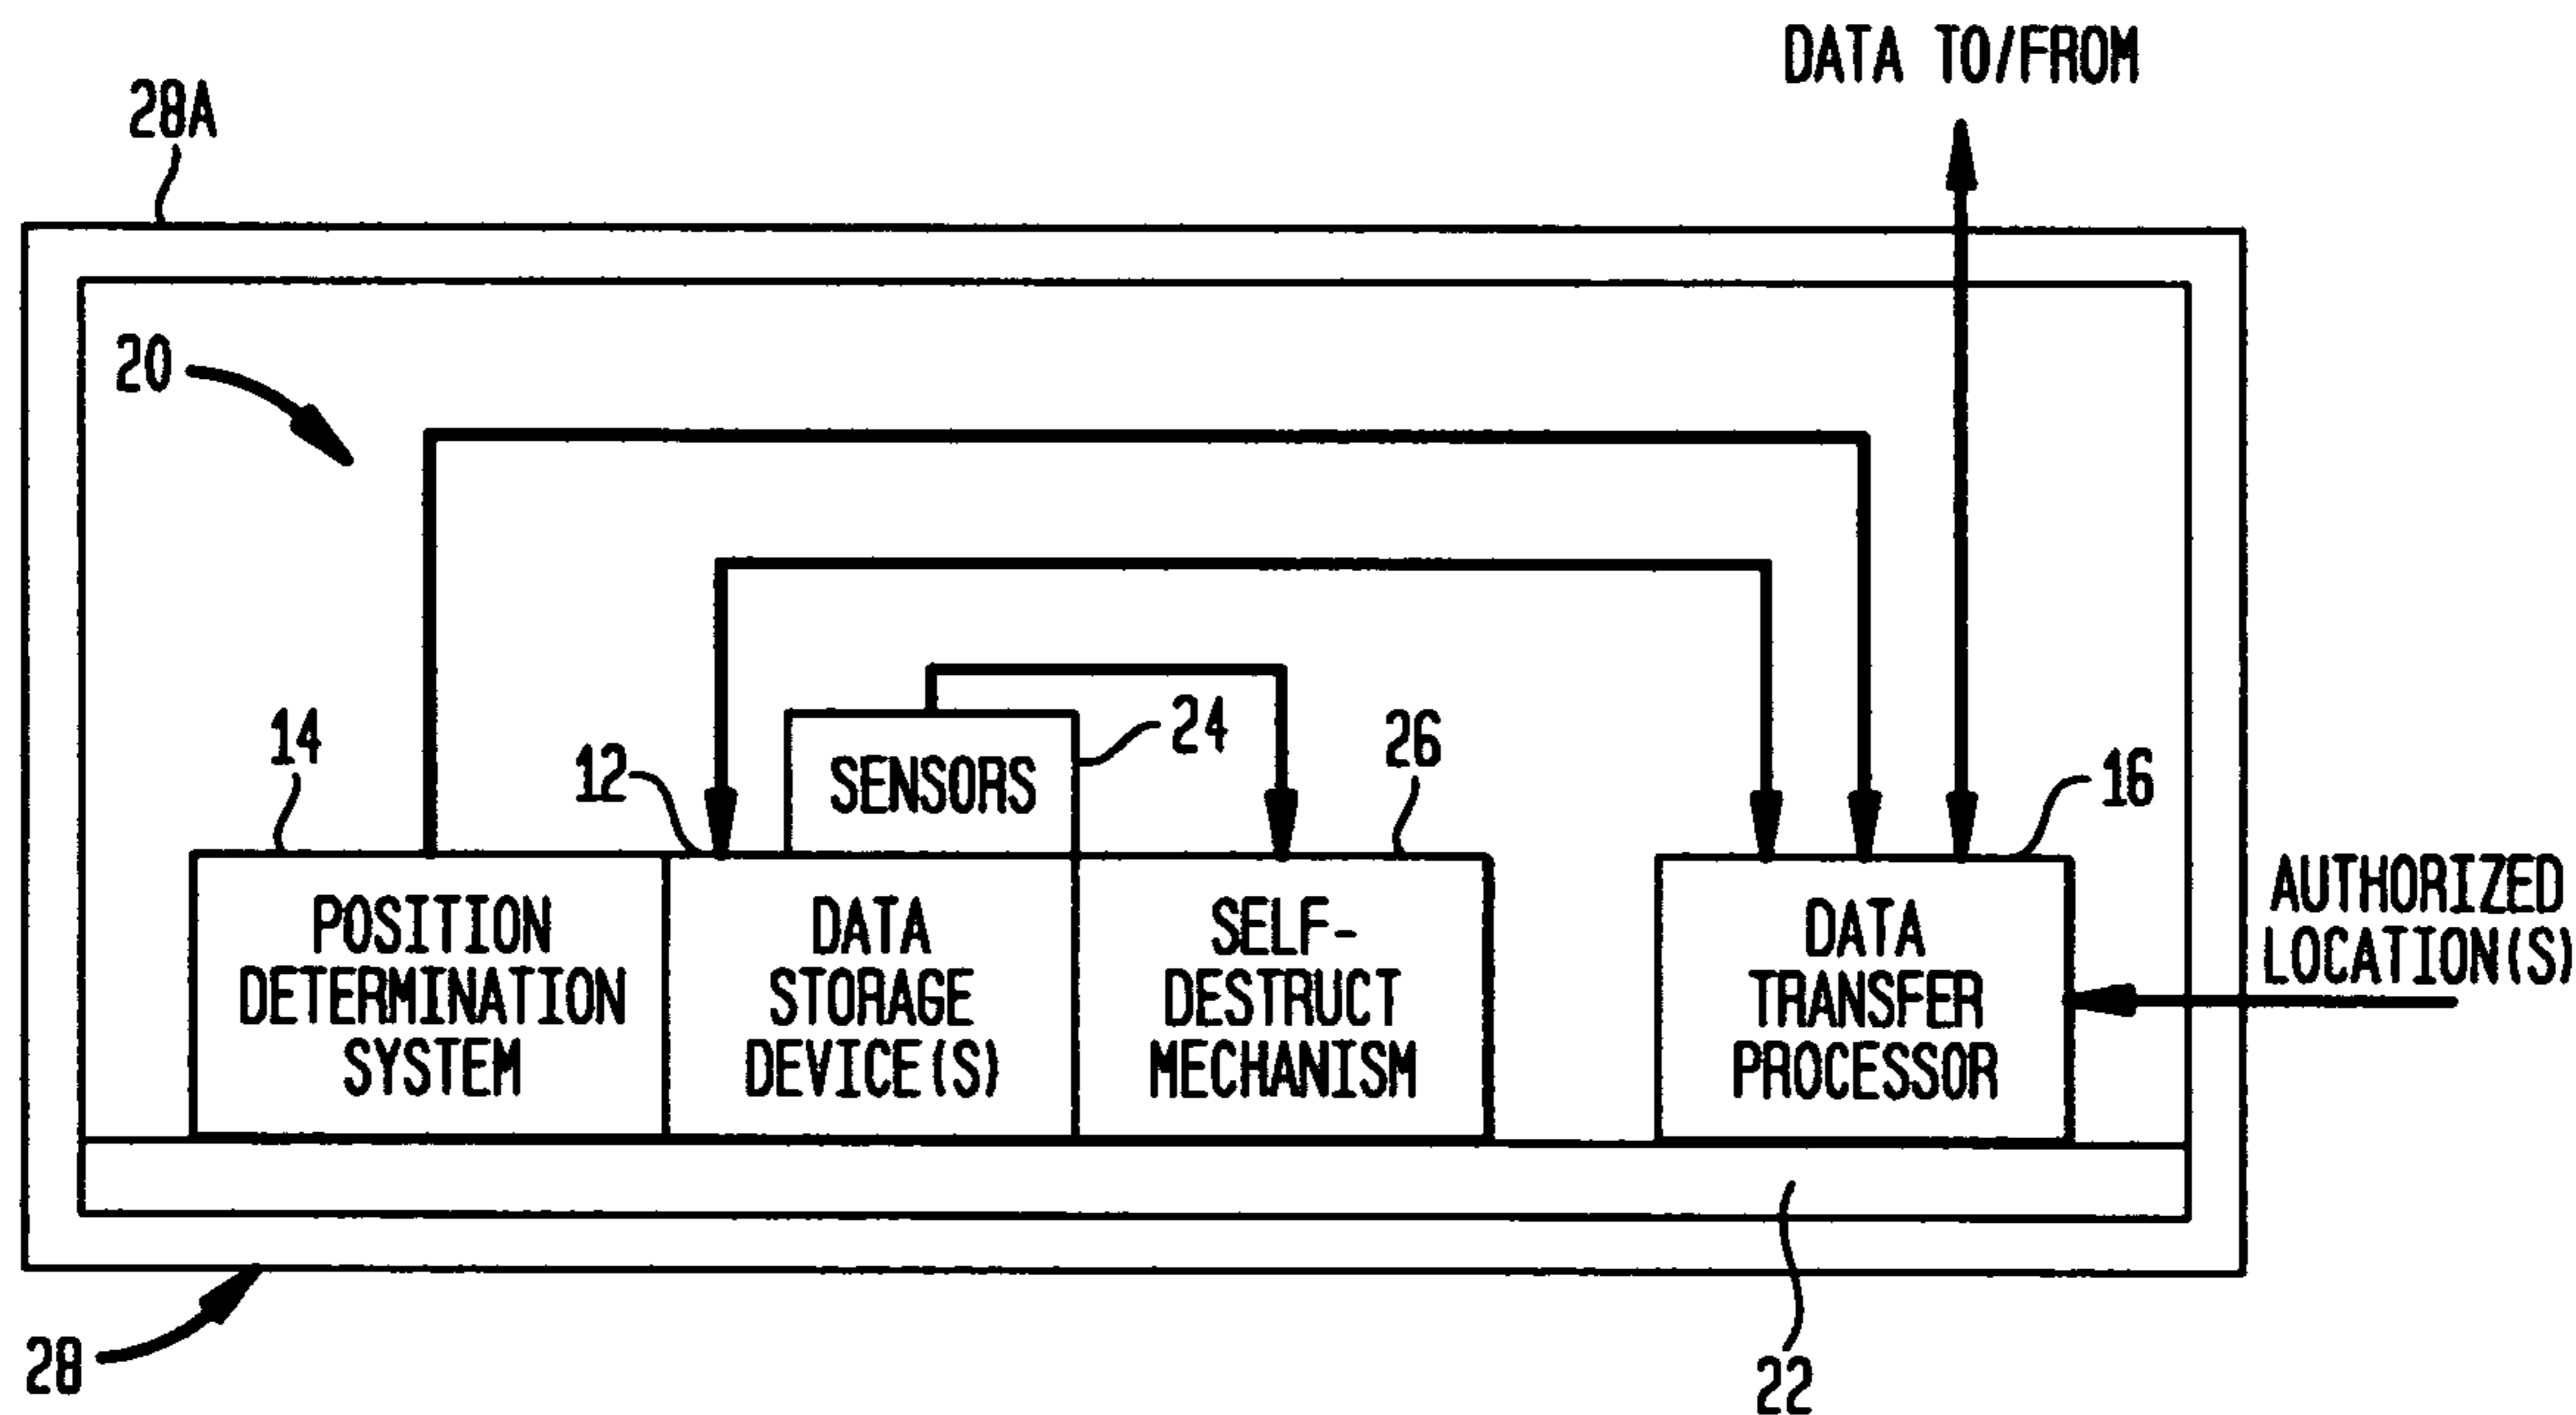 DATA TO/FROM
28A
20
14
12
SENSORS
24
26
16
POSITION
DETERMINATION
SYSTEM
DATA
STORAGE
DEVICE(S)
SELF-
DESTRUCT
MECHANISM
DATA
TRANSFER
PROCESSOR
AUTHORIZED
LOCATION(S)
28
22